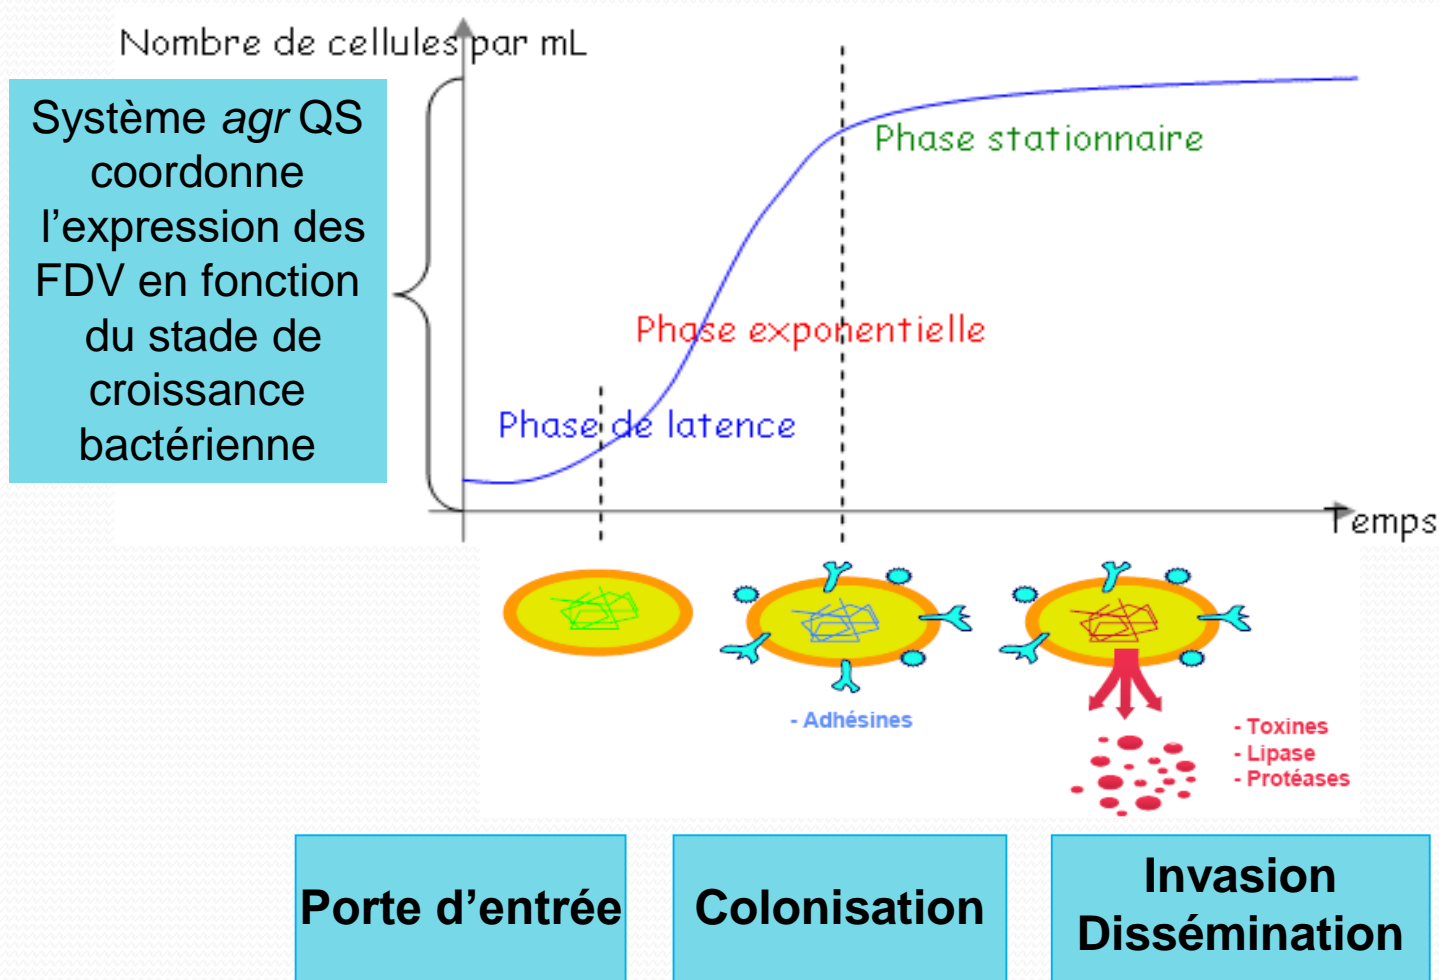 Nombre de cellules par mL
Système agr QS
coordonne
l’expression des
FDV en fonction
du stade de
croissance
bactérienne
Phase stationnaire
Phase exponentielle
Phase de latence
Temps
- Adhésines
- Toxines
- Lipase
- Protéases
Porte d’entrée
Colonisation
Invasion
Dissémination